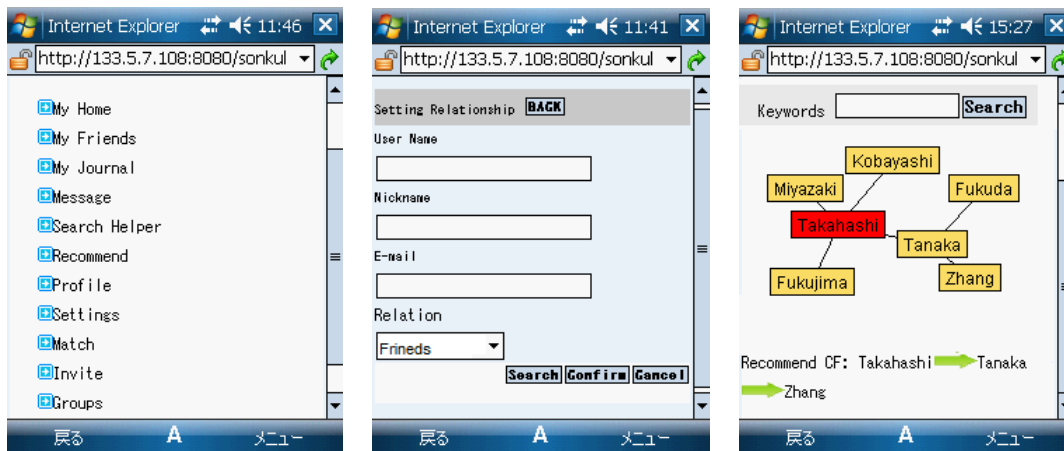 Internet Explorer 11:46
http://133.5.7.108:8080/sonkul
My Home
My Friends
My Journal
Message
Search Helper
Recommend
Profile
Settings
Match
Invite
Groups
戻る A メニュー
Internet Explorer 11:41
http://133.5.7.108:8080/sonkul
Setting Relationship BACK
User Name
Nickname
E-mail
Relation
Frineds
Search Confirm Cancel
戻る A メニュー
Internet Explorer 15:27
http://133.5.7.108:8080/sonkul
Keywords Search
Kobayashi
Miyazaki Fukuda
Takahashi
Tanaka
Fukujima Zhang
Recommend CF: Takahashi Tanaka
Zhang
戻る A メニュー